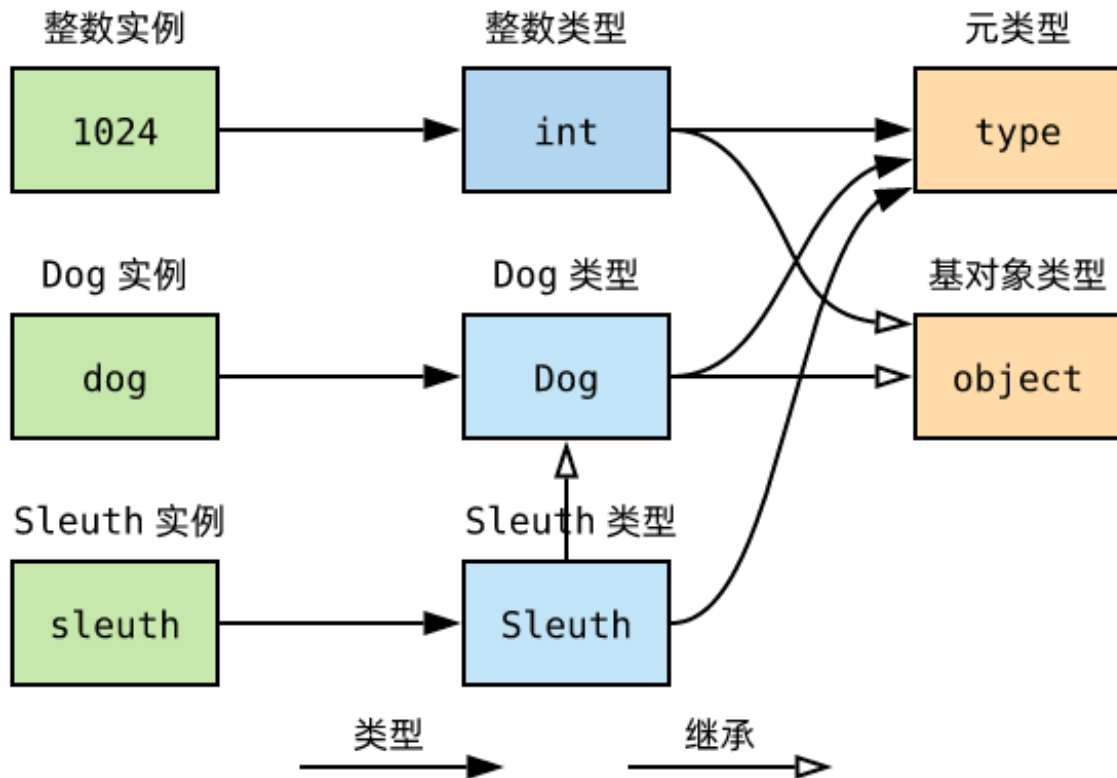 整数实例 整数类型 元类型
1024 int type
Dog 实例 Dog 类型 基对象类型
dog Dog object
Sleuth 实例 Sleuth 类型
sleuth Sleuth
类型 继承